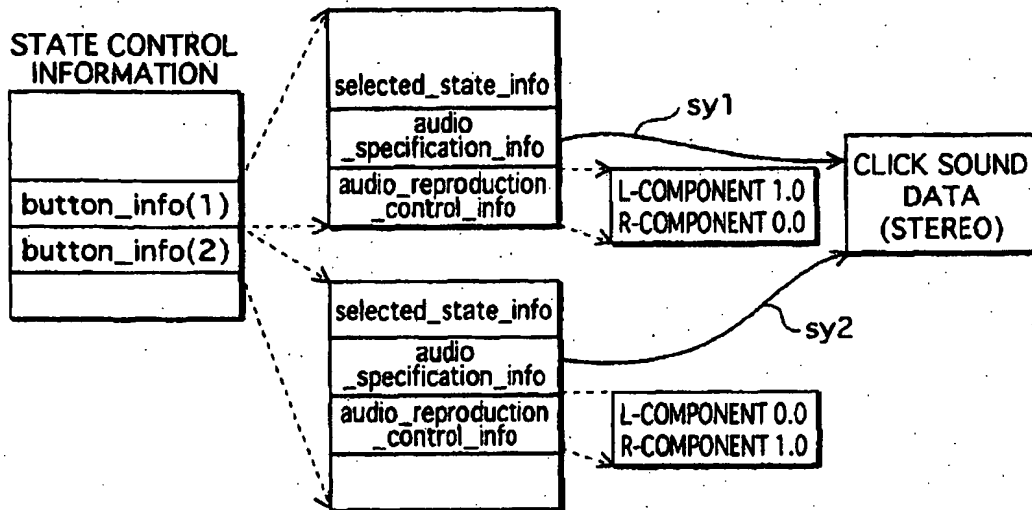 STATE CONTROL
INFORMATION
button_info(1)
button_info(2)
selected_state_info
audio
_specification_info
audio_reproduction
_control_info
L-COMPONENT 1.0
R-COMPONENT 0.0
sy1
CLICK SOUND
DATA
(STEREO)
selected_state_info
audio
_specification_info
audio_reproduction
_control_info
L-COMPONENT 0.0
R-COMPONENT 1.0
sy2